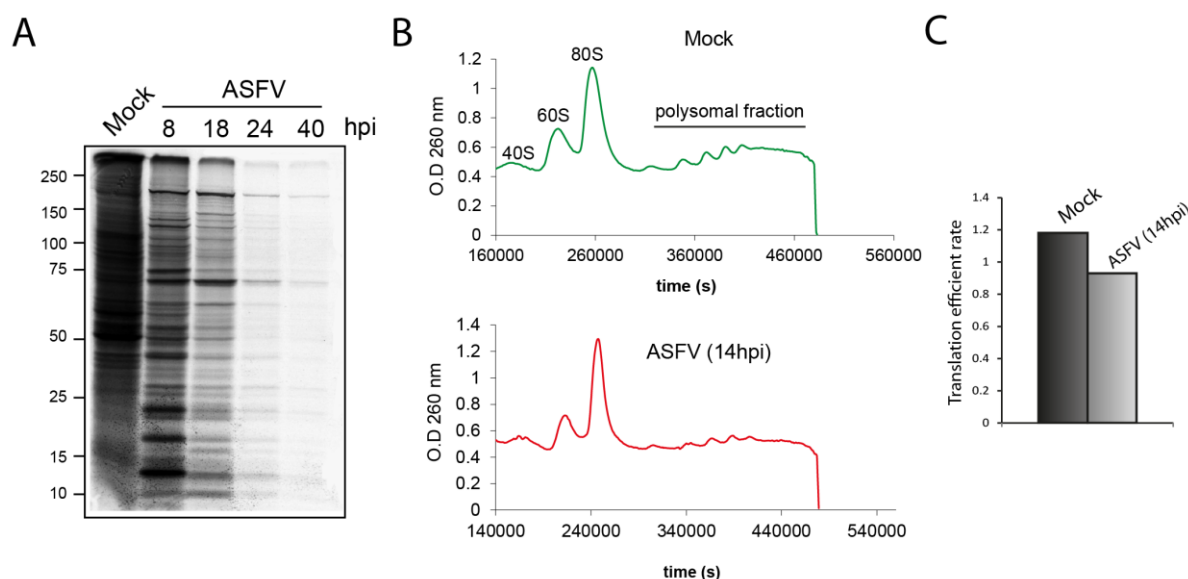 A
Mock
ASFV
8 18 24 40 hpi
250
150
100
75
50
25
15
10
B
Mock
80S
60S
40S
polysomal fraction
O.D 260 nm
1.2
1
0.8
0.6
0.4
0.2
0
160000 260000 360000 460000 560000
time (s)
ASFV (14hpi)
O.D 260 nm
1.4
1.2
1
0.8
0.6
0.4
0.2
0
140000 240000 340000 440000 540000
time (s)
C
Translation efficient rate
1.4
1.2
1
0.8
0.6
0.4
0.2
0
Mock
ASFV (14hpi)